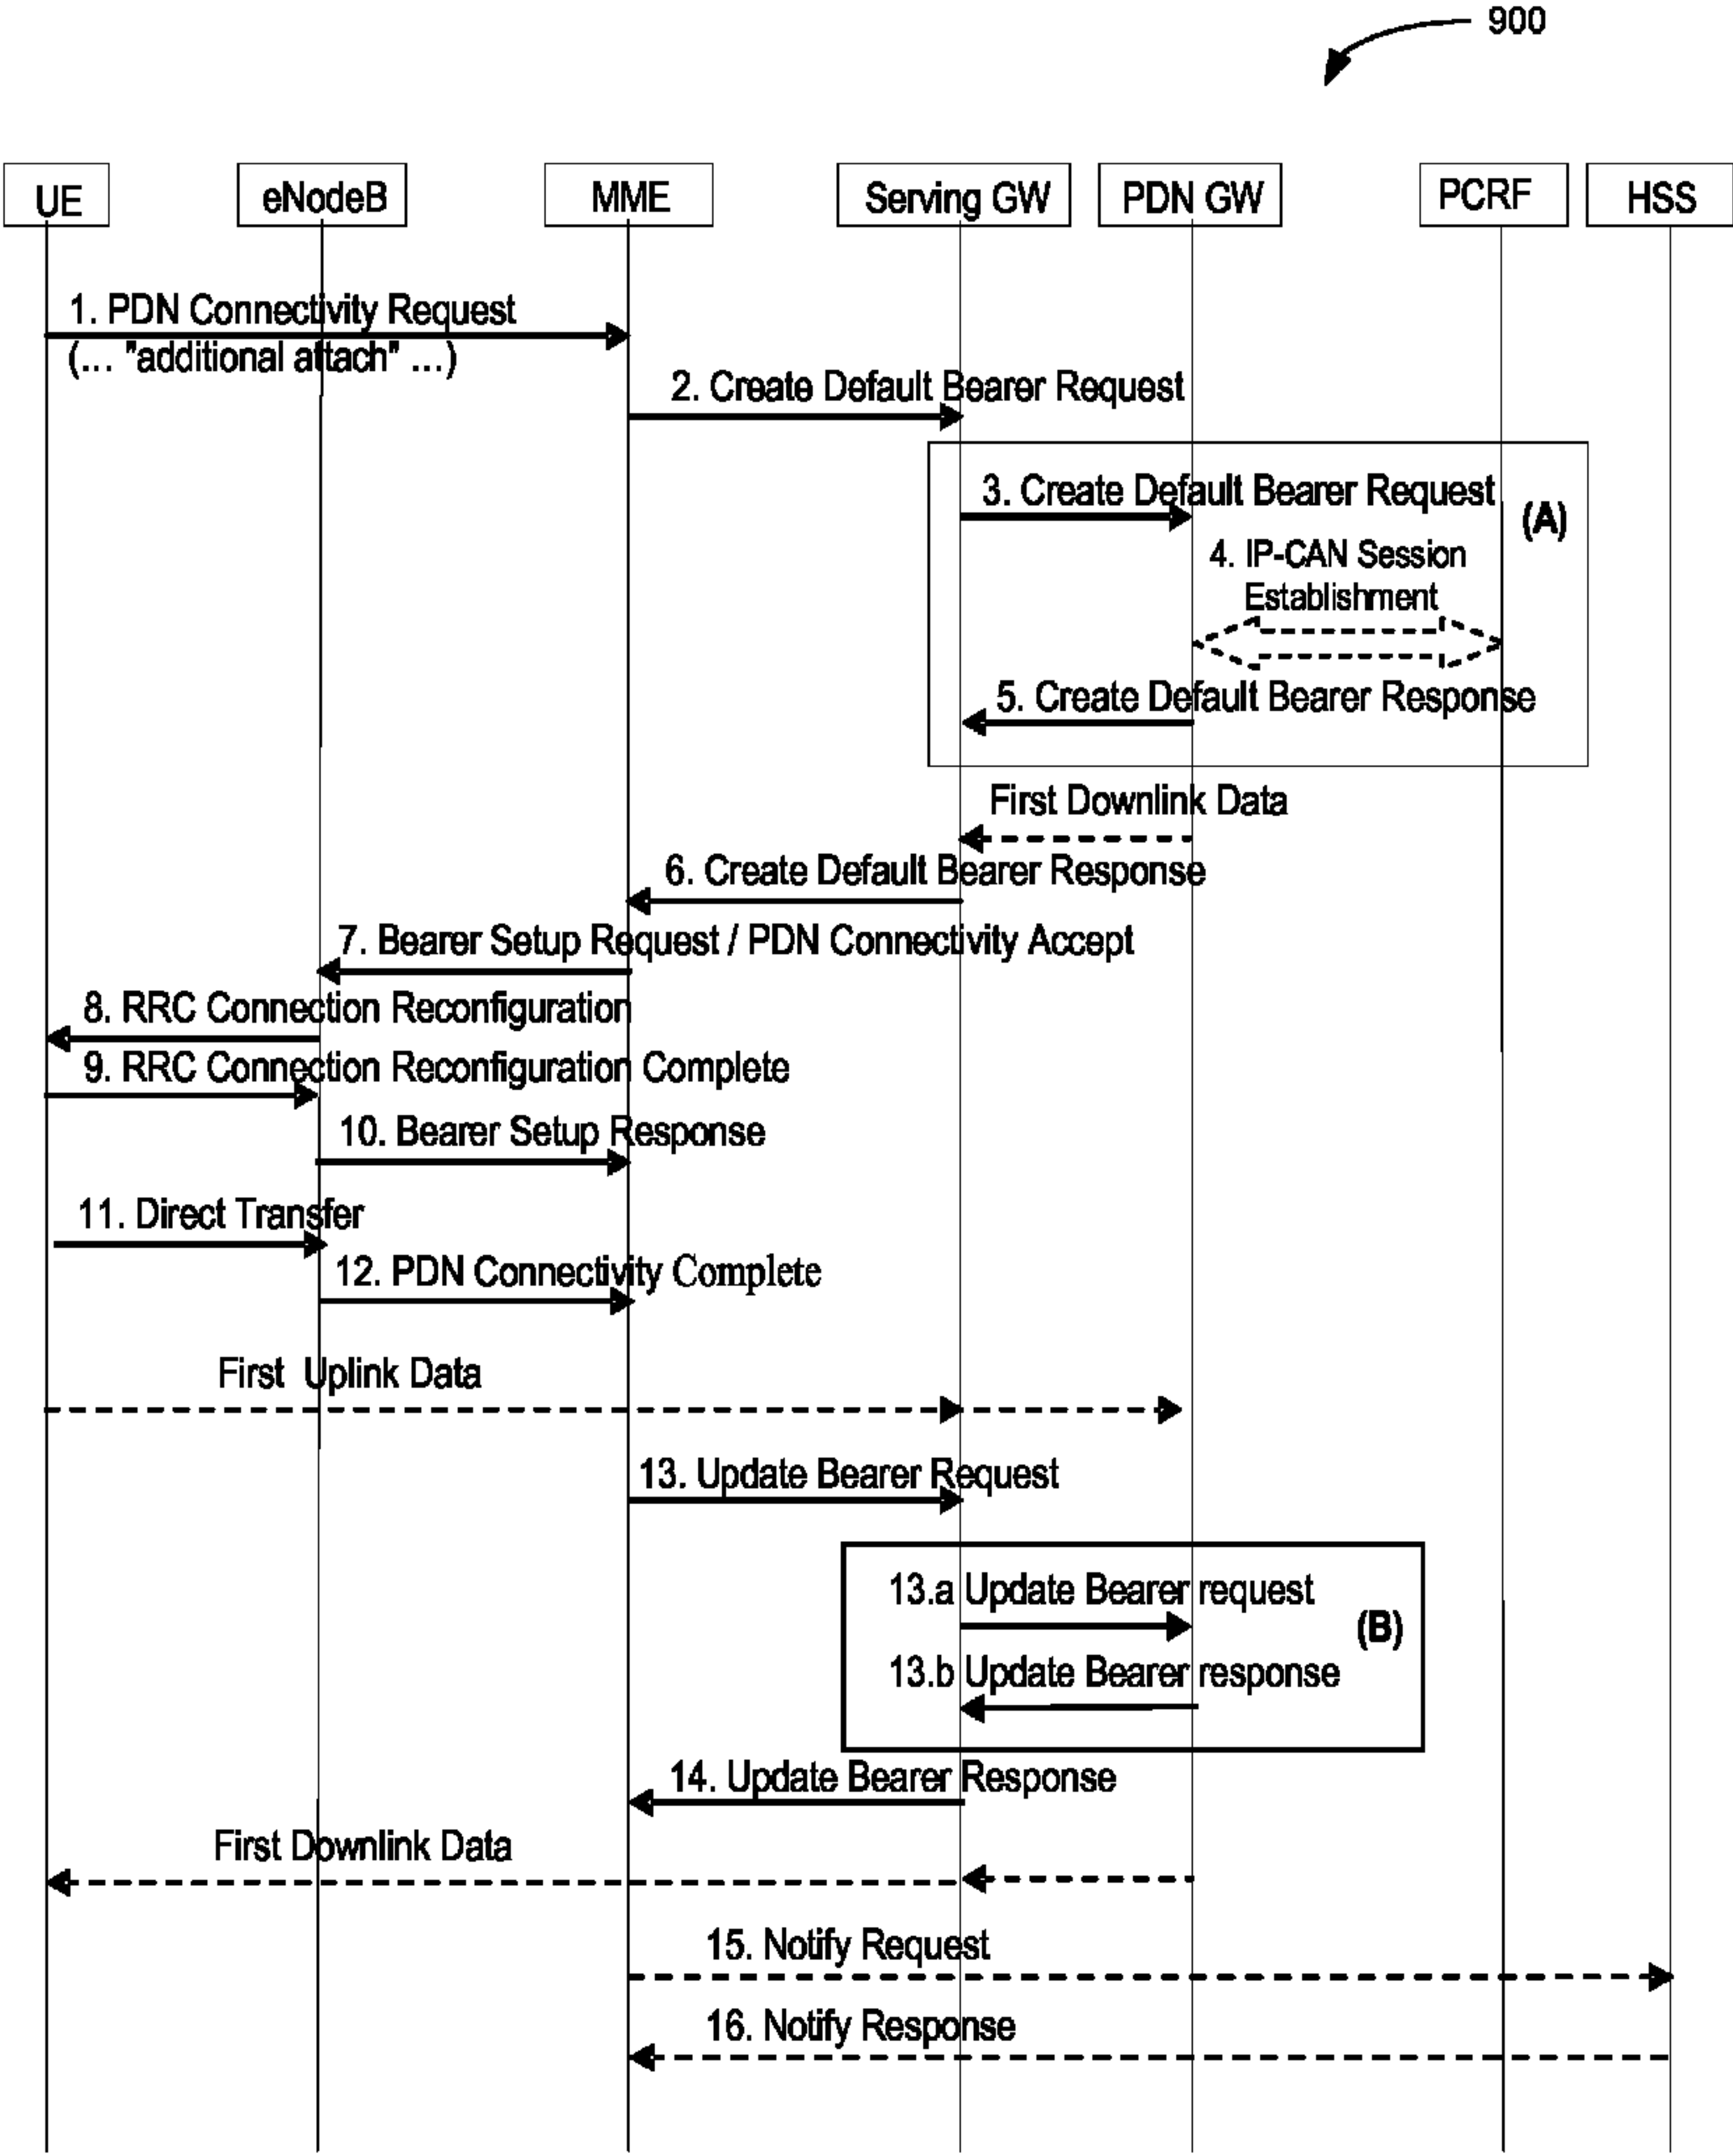 900
UE
eNodeB
MME
Serving GW
PDN GW
PCRF
HSS
1. PDN Connectivity Request
(... "additional attach" ...)
2. Create Default Bearer Request
3. Create Default Bearer Request
(A)
4. IP-CAN Session
Establishment
5. Create Default Bearer Response
First Downlink Data
6. Create Default Bearer Response
7. Bearer Setup Request / PDN Connectivity Accept
8. RRC Connection Reconfiguration
9. RRC Connection Reconfiguration Complete
10. Bearer Setup Response
11. Direct Transfer
12. PDN Connectivity Complete
First Uplink Data
13. Update Bearer Request
13.a Update Bearer request
(B)
13.b Update Bearer response
14. Update Bearer Response
First Downlink Data
15. Notify Request
16. Notify Response